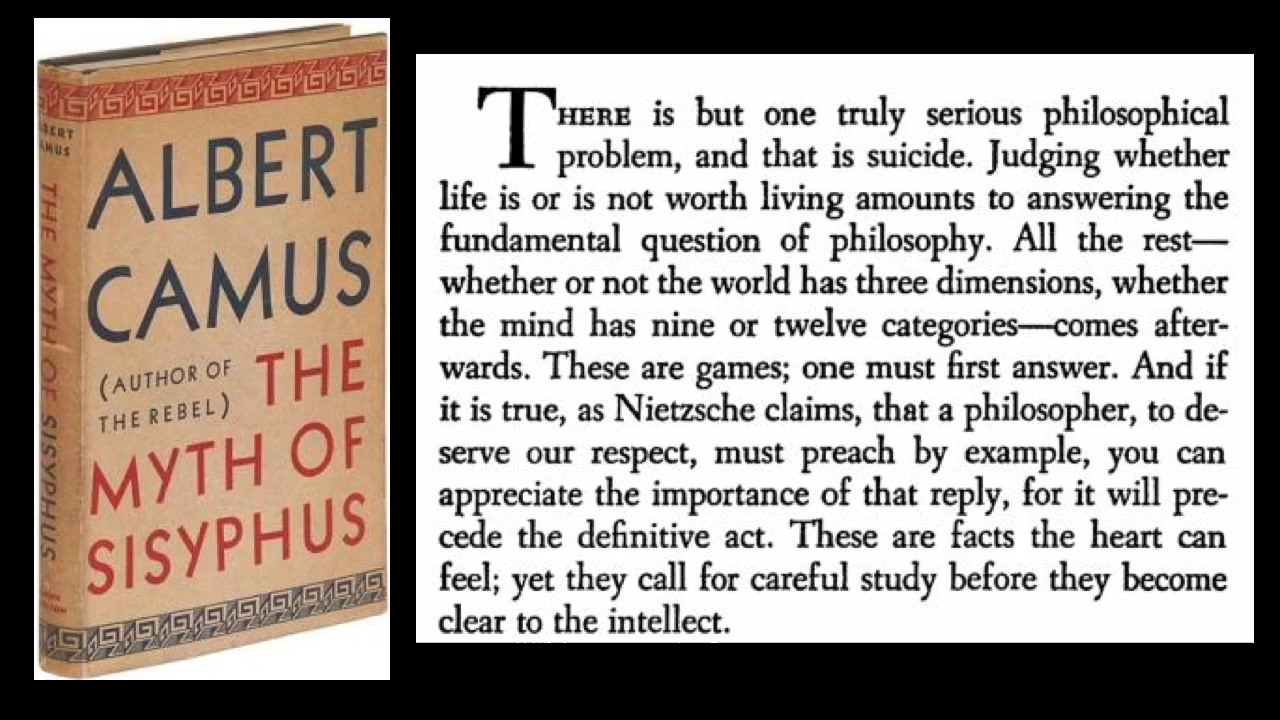 ALBERT
CAMUS
(AUTHOR OF
THE REBEL)
THE
MYTH OF
SISYPHUS
THE MYTH OF SISYPHUS
THERE is but one truly serious philosophical
problem, and that is suicide. Judging whether
life is or is not worth living amounts to answering the
fundamental question of philosophy. All the rest—
whether or not the world has three dimensions, whether
the mind has nine or twelve categories—comes after-
wards. These are games; one must first answer. And if
it is true, as Nietzsche claims, that a philosopher, to de-
serve our respect, must preach by example, you can
appreciate the importance of that reply, for it will pre-
cede the definitive act. These are facts the heart can
feel; yet they call for careful study before they become
clear to the intellect.